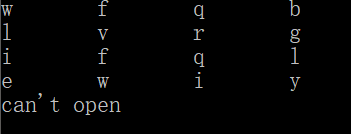 w f q b
l v r g
i f q l
e w i y
can't open